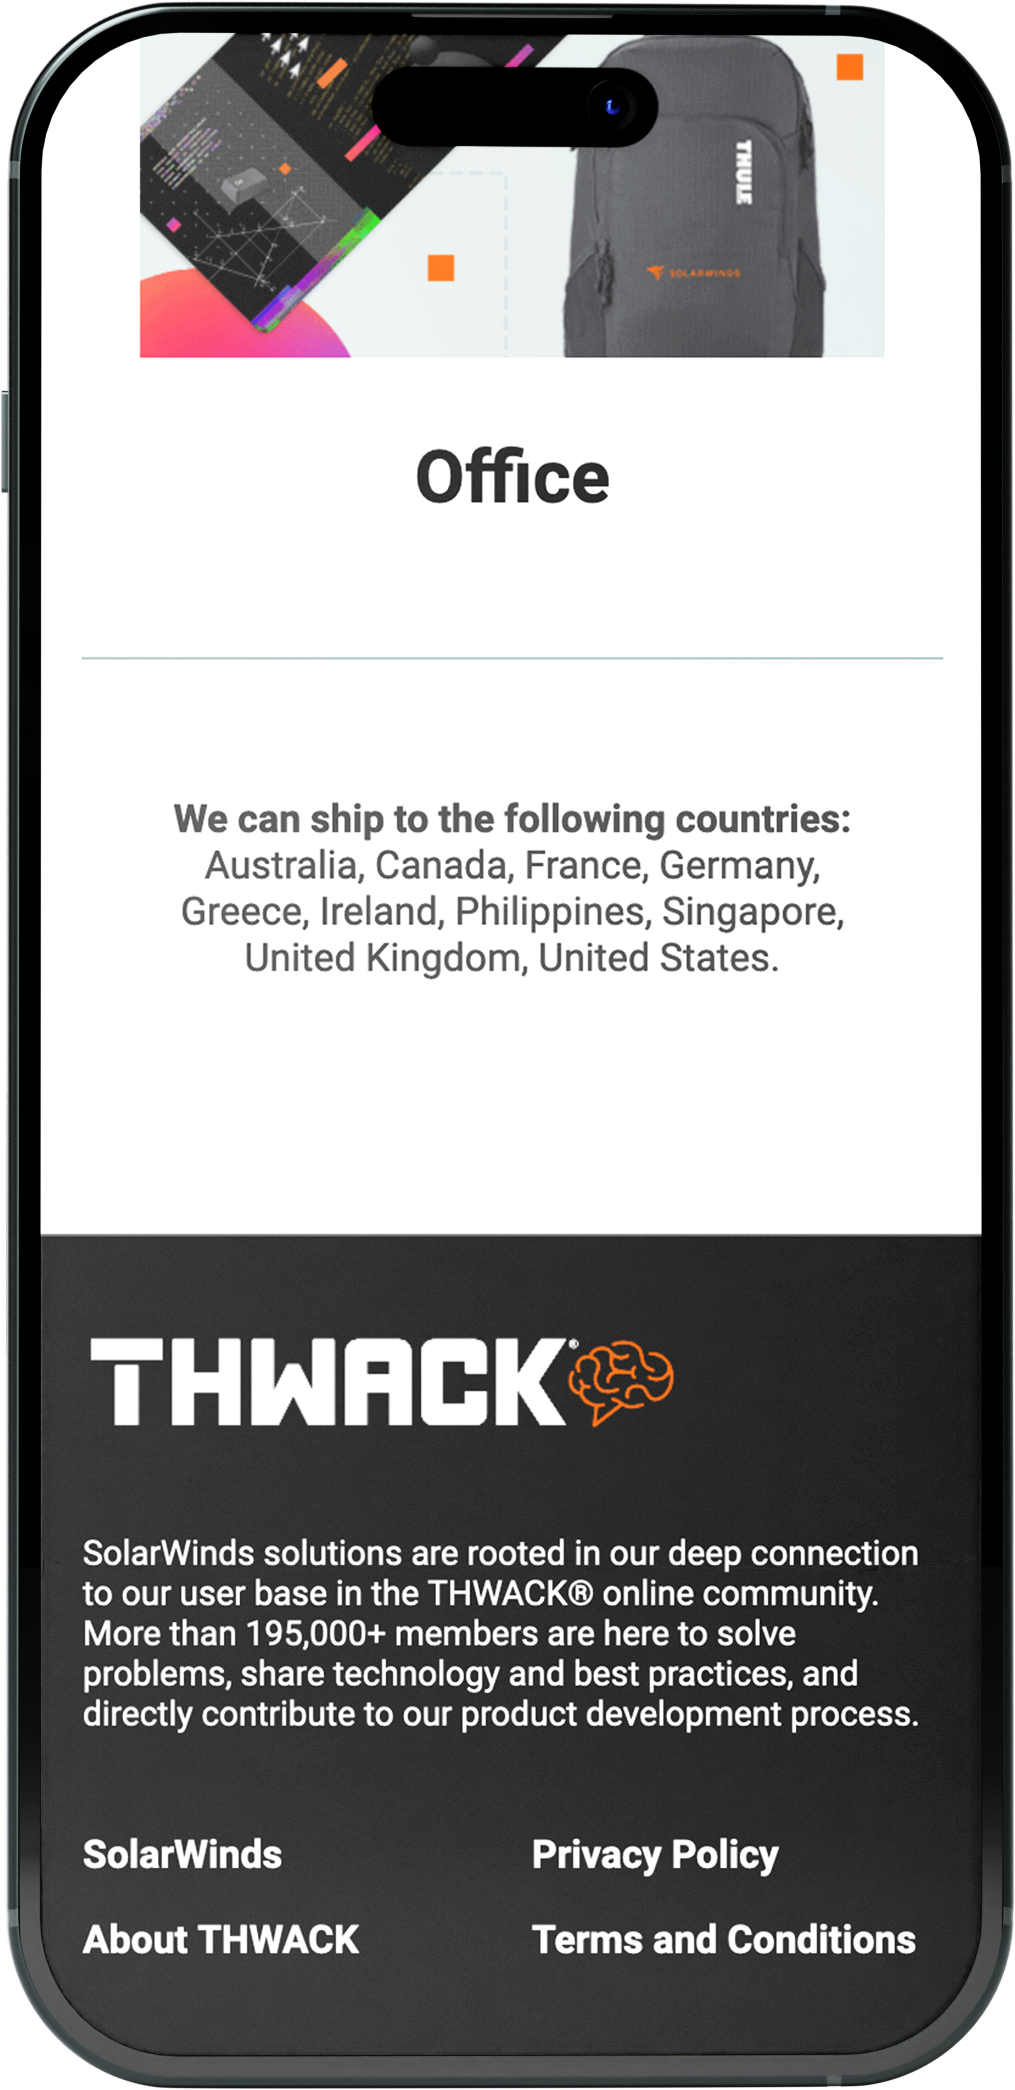 THULE
SOLARWINDS
Office
We can ship to the following countries:
Australia, Canada, France, Germany,
Greece, Ireland, Philippines, Singapore,
United Kingdom, United States.
THWACK®
SolarWinds solutions are rooted in our deep connection
to our user base in the THWACK® online community.
More than 195,000+ members are here to solve
problems, share technology and best practices, and
directly contribute to our product development process.
SolarWinds
Privacy Policy
About THWACK
Terms and Conditions